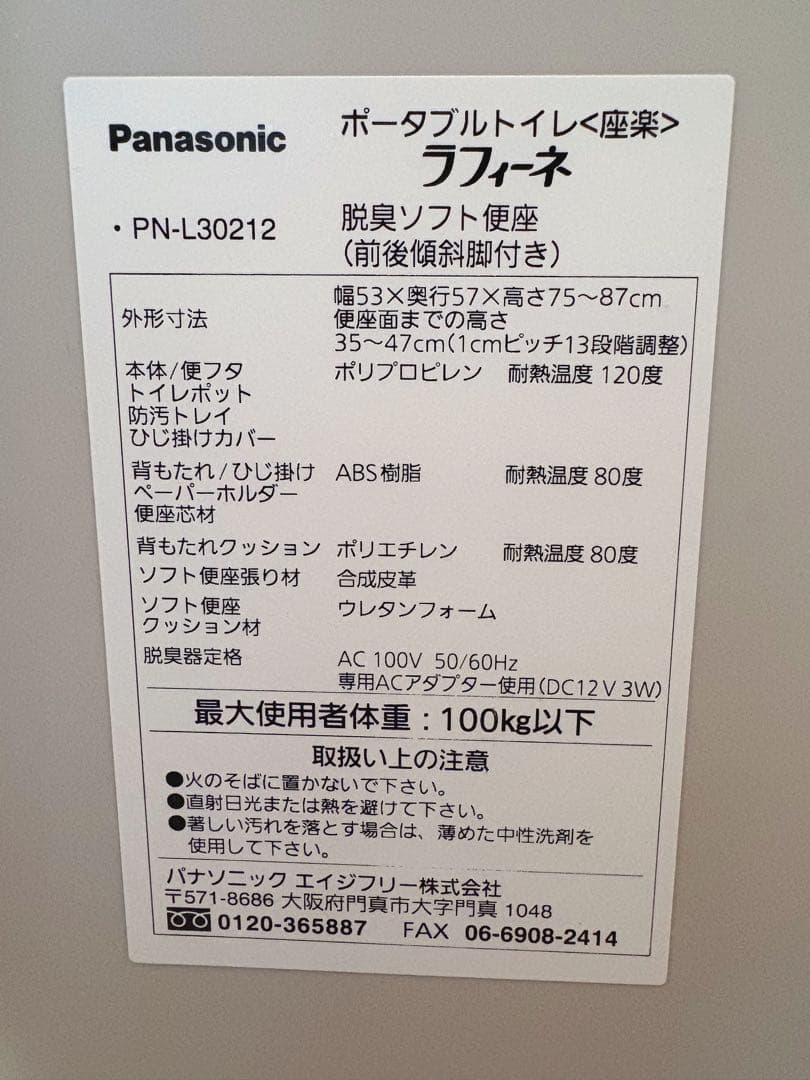 Panasonic
ポータブルトイレ<座楽>
ラフィーネ
・PN-L30212
脱臭ソフト便座
(前後傾斜脚付き)
外形寸法
幅53×奥行57×高さ75～87cm
便座面までの高さ
35～47cm(1cmピッチ13段階調整)
本体/便フタ ポリプロピレン 耐熱温度 120度
トイレポット
防汚トレイ
ひじ掛けカバー
背もたれ/ひじ掛け ABS樹脂 耐熱温度 80度
ペーパーホルダー
便座芯材
背もたれクッション ポリエチレン 耐熱温度 80度
ソフト便座張り材 合成皮革
ソフト便座 ウレタンフォーム
クッション材
脱臭器定格 AC 100V 50/60Hz
専用ACアダプター使用(DC12V 3W)
最大使用者体重：100kg以下
取扱い上の注意
●火のそばに置かないで下さい。
●直射日光または熱を避けて下さい。
●著しい汚れを落とす場合は、薄めた中性洗剤を
使用して下さい。
パナソニック エイジフリー株式会社
〒571-8686 大阪府門真市大字門真 1048
0120-365887 FAX 06-6908-2414